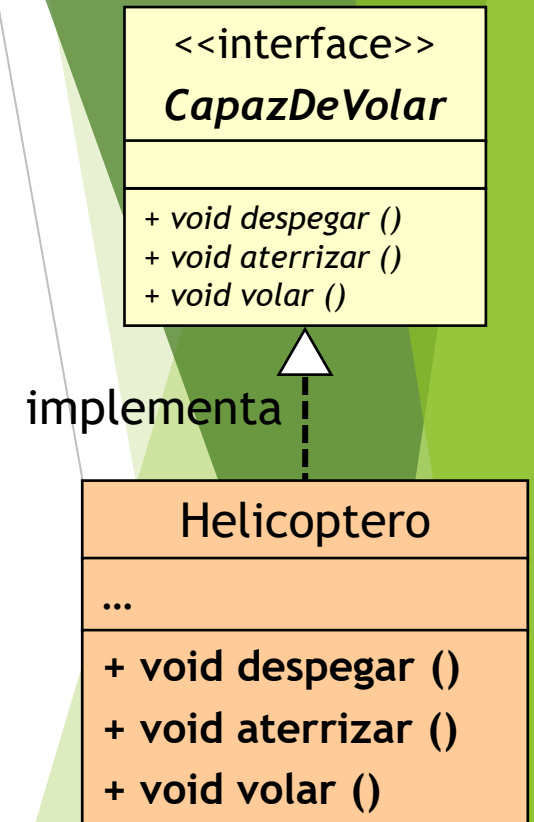 <<interface>>
CapazDeVolar
+ void despegar ()
+ void aterrizar ()
+ void volar ()
implementa
Helicoptero
...
+ void despegar ()
+ void aterrizar ()
+ void volar ()